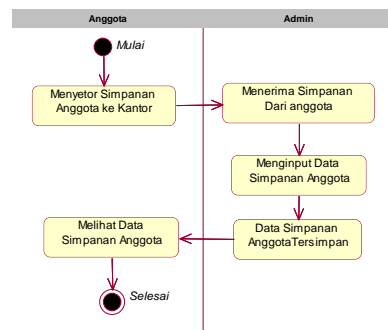 Anggota
Admin
Mulai
Menyetor Simpanan
Anggota ke Kantor
Menerima Simpanan
Dari anggota
Menginput Data
Simpanan Anggota
Data Simpanan
AnggotaTersimpan
Melihat Data
Simpanan Anggota
Selesai